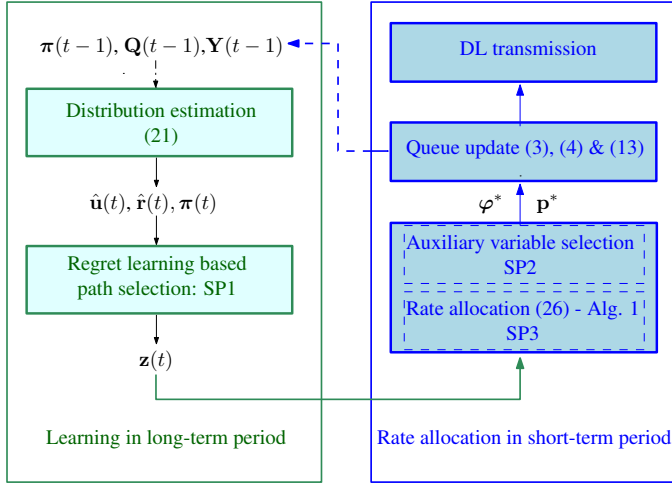 π(t−1), Q(t−1),Y(t−1)
Distribution estimation
(21)
û(t), r̂(t), π(t)
Regret learning based
path selection: SP1
z(t)
Learning in long-term period
DL transmission
Queue update (3), (4) & (13)
φ* p*
Auxiliary variable selection
SP2
Rate allocation (26) - Alg. 1
SP3
Rate allocation in short-term period